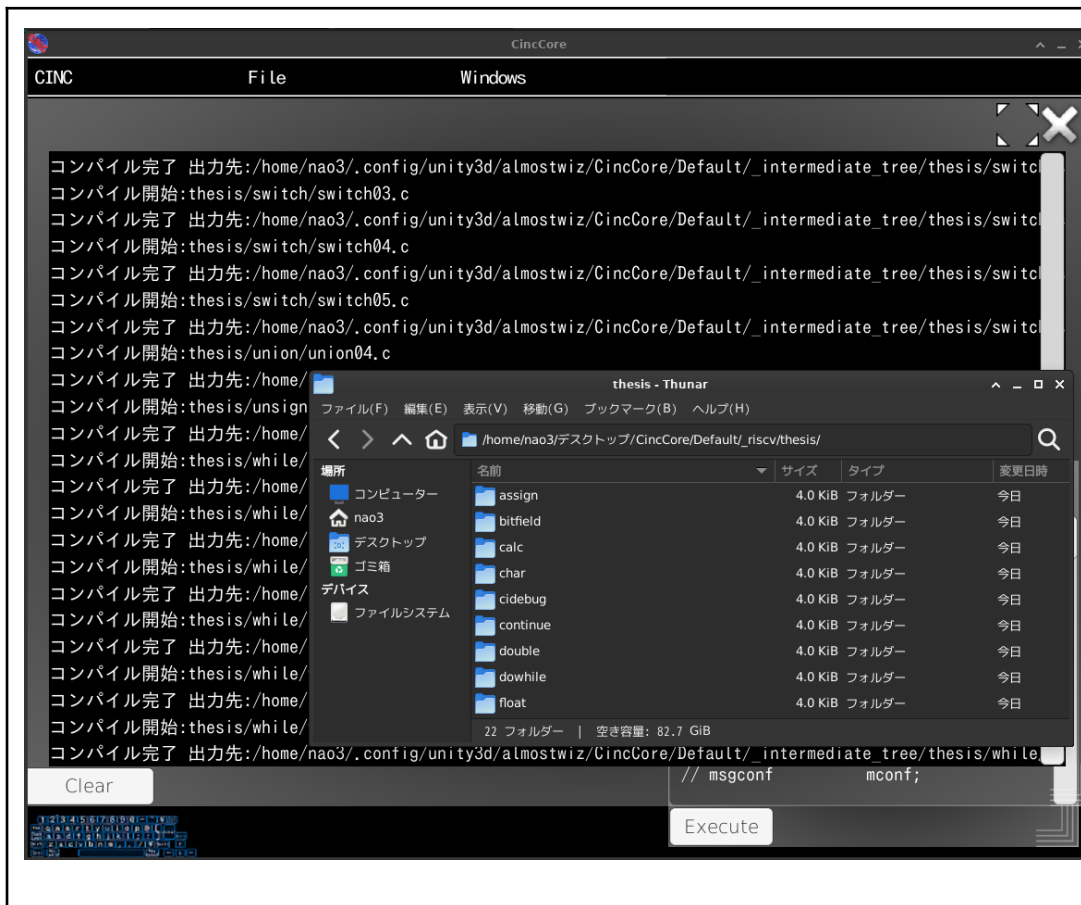 CincCore
CINC File Windows
コンパイル完了 出力先:/home/nao3/.config/unity3d/almostwiz/CincCore/Default/_intermediate_tree/thesis/switc
コンパイル開始:thesis/switch/switch03.c
コンパイル完了 出力先:/home/nao3/.config/unity3d/almostwiz/CincCore/Default/_intermediate_tree/thesis/switc
コンパイル開始:thesis/switch/switch04.c
コンパイル完了 出力先:/home/nao3/.config/unity3d/almostwiz/CincCore/Default/_intermediate_tree/thesis/switc
コンパイル開始:thesis/switch/switch05.c
コンパイル完了 出力先:/home/nao3/.config/unity3d/almostwiz/CincCore/Default/_intermediate_tree/thesis/switc
コンパイル開始:thesis/union/union04.c
コンパイル完了 出力先:/home/
コンパイル開始:thesis/unsign
コンパイル完了 出力先:/home/
コンパイル開始:thesis/while/
コンパイル完了 出力先:/home/
コンパイル開始:thesis/while/
コンパイル完了 出力先:/home/
コンパイル開始:thesis/while/
コンパイル完了 出力先:/home/
コンパイル開始:thesis/while/
コンパイル完了 出力先:/home/
コンパイル開始:thesis/while/
コンパイル完了 出力先:/home/
コンパイル開始:thesis/while/
コンパイル完了 出力先:/home/nao3/.config/unity3d/almostwiz/CincCore/Default/_intermediate_tree/thesis/while/
thesis - Thunar
ファイル(F) 編集(E) 表示(V) 移動(G) ブックマーク(B) ヘルプ(H)
/home/nao3/デスクトップ/CincCore/Default/_riscv/thesis/
場所
コンピューター
nao3
デスクトップ
ゴミ箱
デバイス
ファイルシステム
名前 サイズ タイプ 変更日時
assign 4.0 KiB フォルダー 今日
bitfield 4.0 KiB フォルダー 今日
calc 4.0 KiB フォルダー 今日
char 4.0 KiB フォルダー 今日
cidebug 4.0 KiB フォルダー 今日
continue 4.0 KiB フォルダー 今日
double 4.0 KiB フォルダー 今日
dowhile 4.0 KiB フォルダー 今日
float 4.0 KiB フォルダー 今日
22 フォルダー | 空き容量: 82.7 GiB
Clear
// msgconf mconf;
Execute